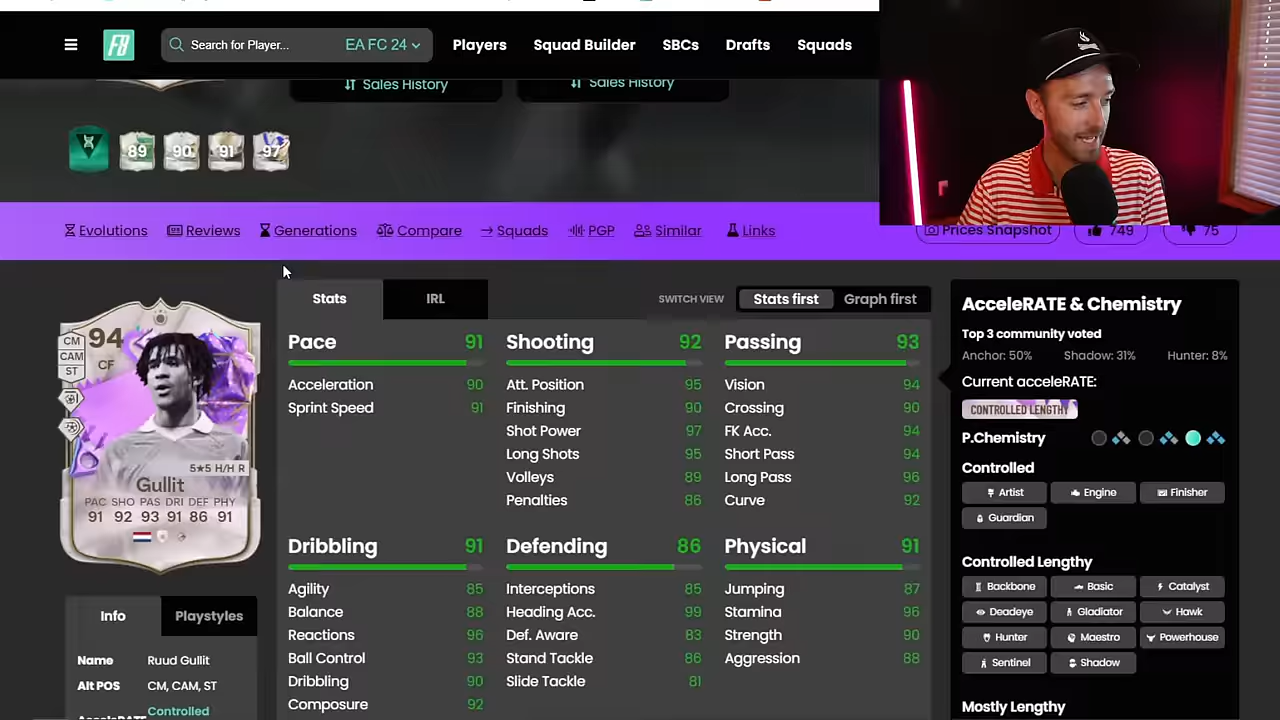 FB Search for Player... EA FC 24 Players Squad Builder SBCs Drafts Squads
Sales History Sales History
89 90 91 97
Evolutions Reviews Generations Compare Squads PGP Similar Links Prices Snapshot 749 75
Stats IRL SWITCH VIEW Stats first Graph first
94
CF
CM
CAM
ST
5★5 H/H R
Gullit
PAC SHO PAS DRI DEF PHY
91 92 93 91 86 91
Info Playstyles
Name Ruud Gullit
Alt POS CM, CAM, ST
AcceleRATE Controlled
Pace 91
Acceleration 90
Sprint Speed 91
Shooting 92
Att. Position 95
Finishing 90
Shot Power 97
Long Shots 95
Volleys 89
Penalties 86
Passing 93
Vision 94
Crossing 90
FK Acc. 94
Short Pass 94
Long Pass 96
Curve 92
Dribbling 91
Agility 85
Balance 88
Reactions 96
Ball Control 93
Dribbling 90
Composure 92
Defending 86
Interceptions 85
Heading Acc. 99
Def. Aware 83
Stand Tackle 86
Slide Tackle 81
Physical 91
Jumping 87
Stamina 96
Strength 90
Aggression 88
AcceleRATE & Chemistry
Top 3 community voted
Anchor: 50% Shadow: 31% Hunter: 8%
Current acceleRATE:
CONTROLLED LENGTHY
P.Chemistry
Controlled
Artist Engine Finisher
Guardian
Controlled Lengthy
Backbone Basic Catalyst
Deadeye Gladiator Hawk
Hunter Maestro Powerhouse
Sentinel Shadow
Mostly Lengthy